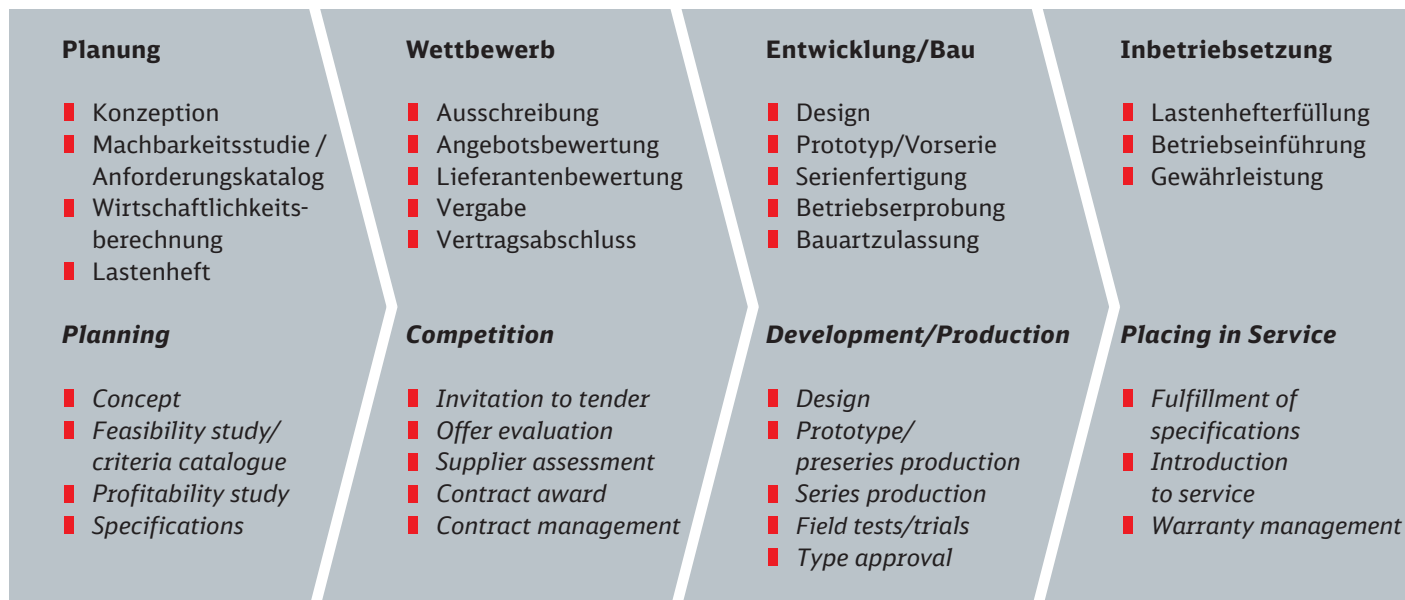 Planung
Konzeption
Machbarkeitsstudie /
Anforderungskatalog
Wirtschaftlichkeits-
berechnung
Lastenheft
Planning
Concept
Feasibility study/
criteria catalogue
Profitability study
Specifications
Wettbewerb
Ausschreibung
Angebotsbewertung
Lieferantenbewertung
Vergabe
Vertragsabschluss
Competition
Invitation to tender
Offer evaluation
Supplier assessment
Contract award
Contract management
Entwicklung/Bau
Design
Prototyp/Vorserie
Serienfertigung
Betriebserprobung
Bauartzulassung
Development/Production
Design
Prototype/
preseries production
Series production
Field tests/trials
Type approval
Inbetriebsetzung
Lastenhefterfüllung
Betriebseinführung
Gewährleistung
Placing in Service
Fulfillment of
specifications
Introduction
to service
Warranty management